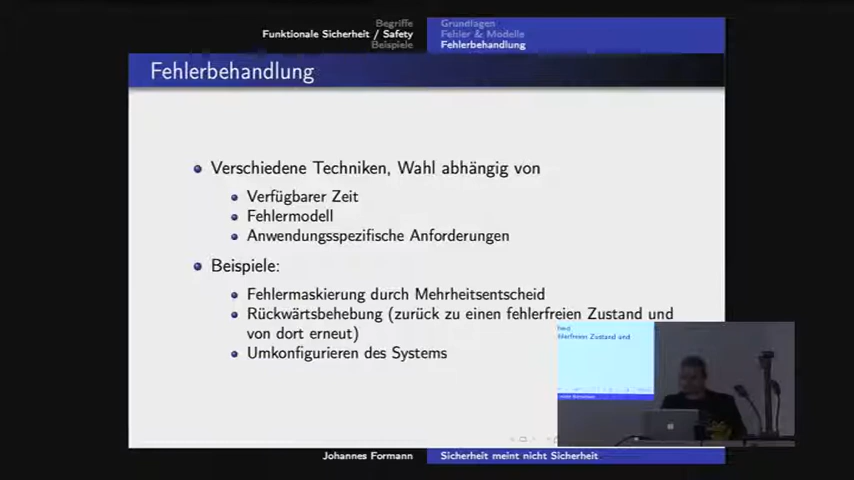 Begriffe
Funktionale Sicherheit / Safety
Beispiele
Grundlagen
Fehler & Modelle
Fehlerbehandlung
Fehlerbehandlung
Verschiedene Techniken, Wahl abhängig von
Verfügbarer Zeit
Fehlermodell
Anwendungsspezifische Anforderungen
Beispiele:
Fehlermaskierung durch Mehrheitsentscheid
Rückwärtsbehebung (zurück zu einen fehlerfreien Zustand und
von dort erneut)
Umkonfigurieren des Systems
Zustand und
Johannes Formann
Sicherheit meint nicht Sicherheit